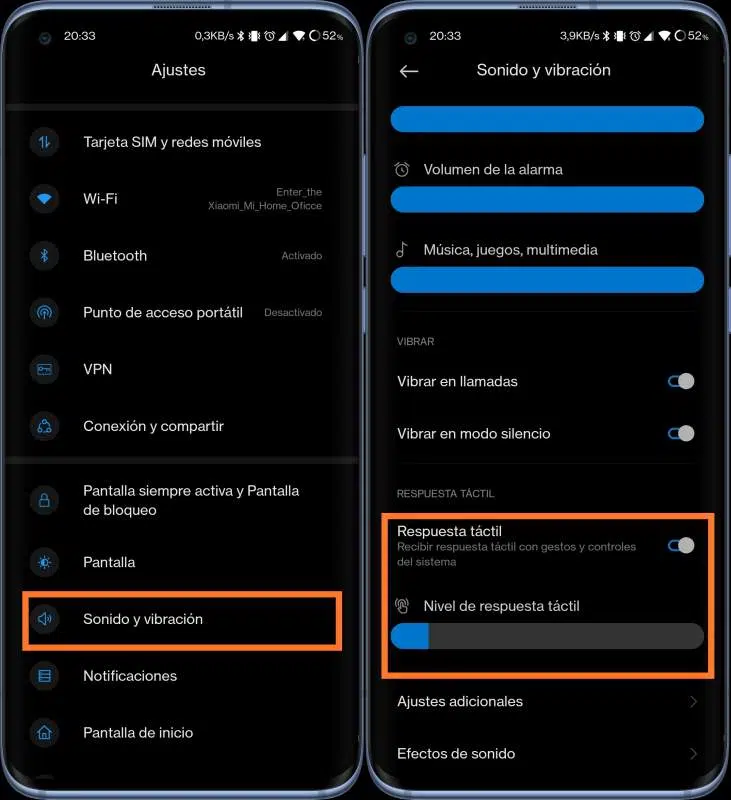 20:33
0,3KB/s
52%
Ajustes
Tarjeta SIM y redes móviles
Wi-Fi
Enter_the
Xiaomi_Mi_Home_Oficce
Bluetooth
Activado
Punto de acceso portátil
Desactivado
VPN
Conexión y compartir
Pantalla siempre activa y Pantalla
de bloqueo
Pantalla
Sonido y vibración
Notificaciones
Pantalla de inicio
20:33
3,9KB/s
52%
Sonido y vibración
Volumen de la alarma
Música, juegos, multimedia
VIBRAR
Vibrar en llamadas
Vibrar en modo silencio
RESPUESTA TÁCTIL
Respuesta táctil
Recibir respuesta táctil con gestos y controles
del sistema
Nivel de respuesta táctil
Ajustes adicionales
Efectos de sonido